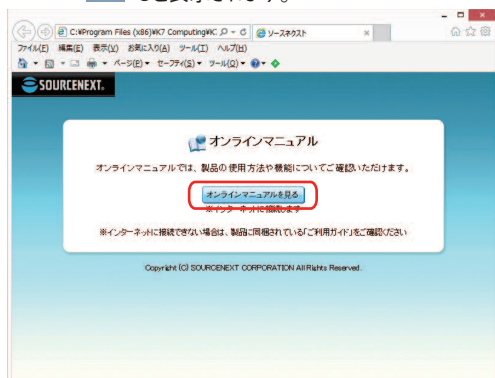 と表示されます。
C:¥Program Files (x86)¥K7 Computing¥K:
ソースネクスト
ファイル(F) 編集(E) 表示(V) お気に入り(A) ツール(T) ヘルプ(H)
ページ(P) セーフティ(S) ツール(O)
SOURCENEXT.
オンラインマニュアル
オンラインマニュアルでは、製品の使用方法や機能についてご確認いただけます。
オンラインマニュアルを見る
※インターネットに接続します
※インターネットに接続できない場合は、製品に同梱されている「ご利用ガイド」をご確認ください
Copyright (C) SOURCENEXT CORPORATION All Rights Reserved.